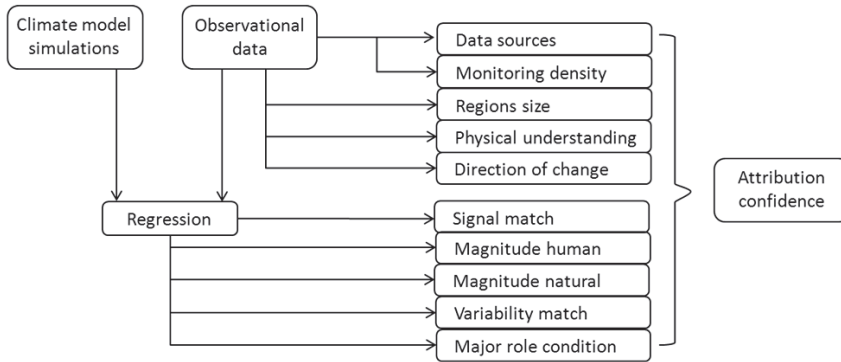 Climate model
simulations
Observational
data
Data sources
Monitoring density
Regions size
Physical understanding
Direction of change
Attribution
confidence
Regression
Signal match
Magnitude human
Magnitude natural
Variability match
Major role condition